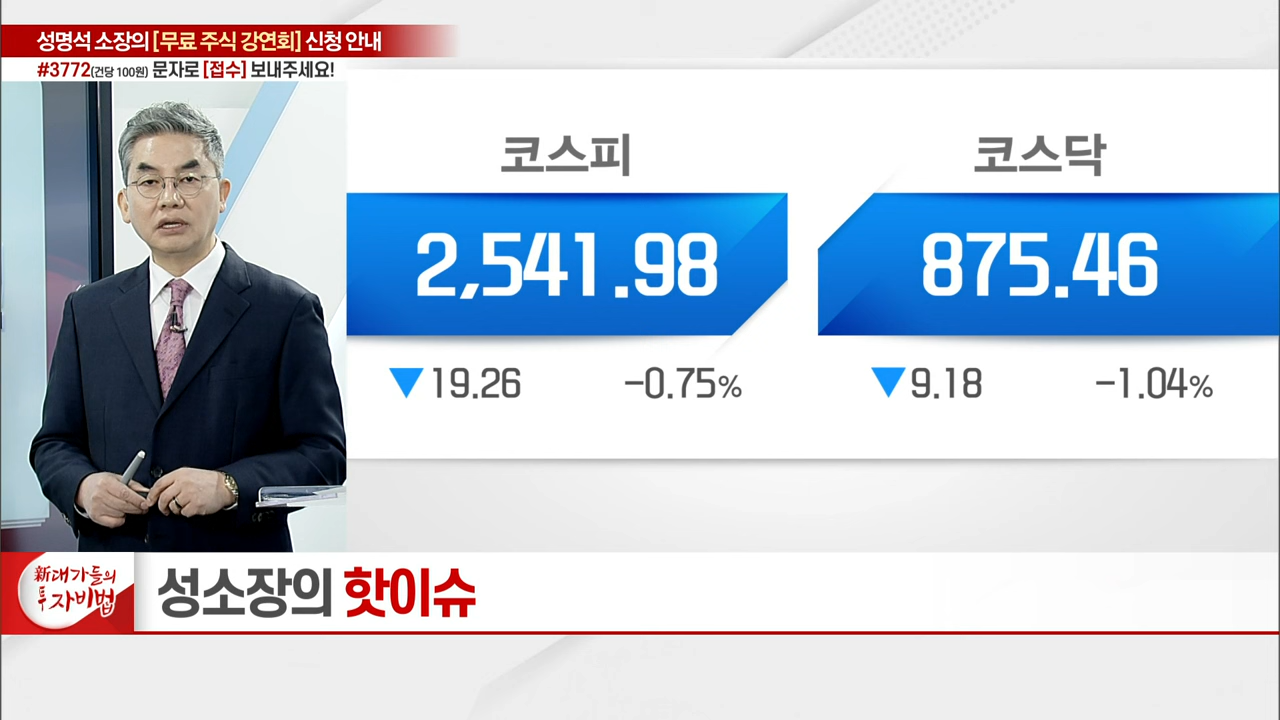 성명석 소장의 [무료 주식 강연회] 신청 안내
#3772(건당 100원) 문자로 [접수] 보내주세요!
코스피
2,541.98
▼19.26 -0.75%
코스닥
875.46
▼9.18 -1.04%
新대가들의
투자비법
성소장의 핫이슈